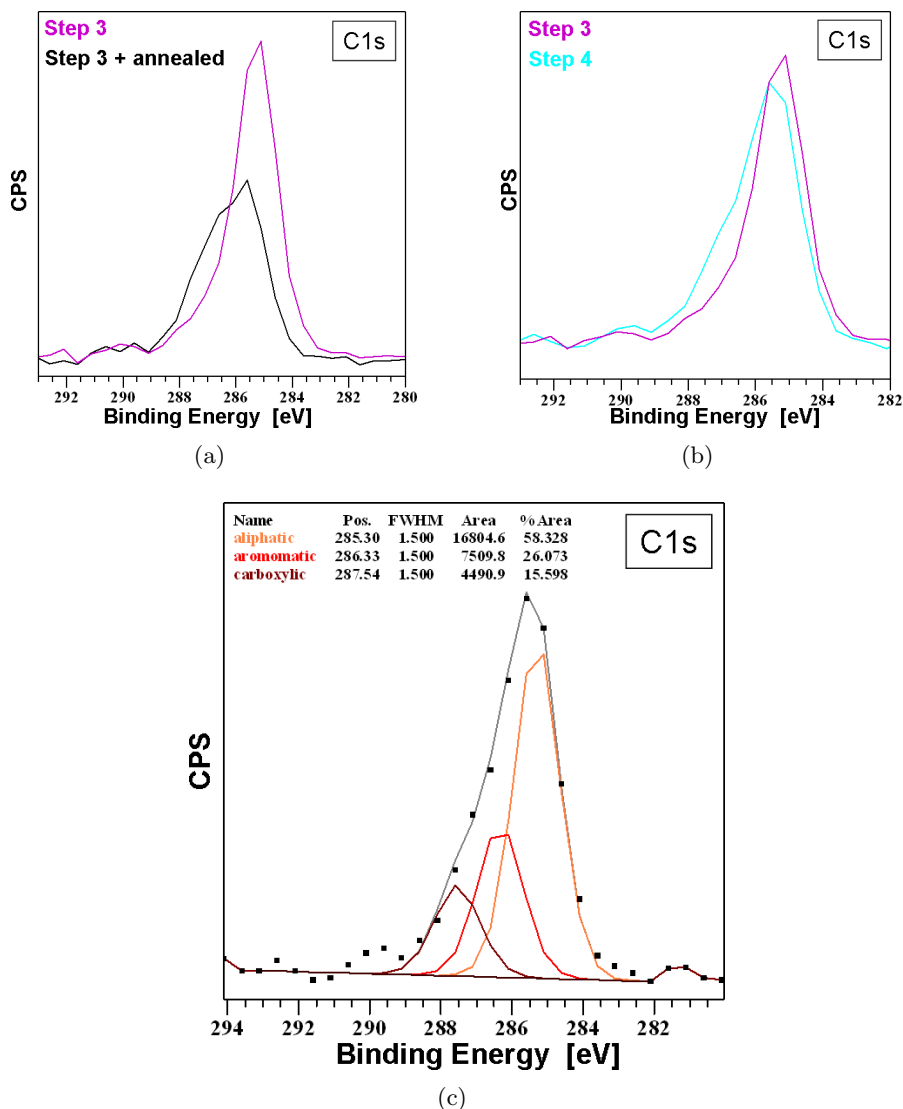 Step 3
Step 3 + annealed
C1s
CPS
292 290 288 286 284 282 280
Binding Energy [eV]
(a)
Step 3
Step 4
C1s
CPS
292 290 288 286 284 282
Binding Energy [eV]
(b)
Name Pos. FWHM Area % Area
aliphatic 285.30 1.500 16804.6 58.328
aromomatic 286.33 1.500 7509.8 26.073
carboxylic 287.54 1.500 4490.9 15.598
C1s
CPS
294 292 290 288 286 284 282
Binding Energy [eV]
(c)